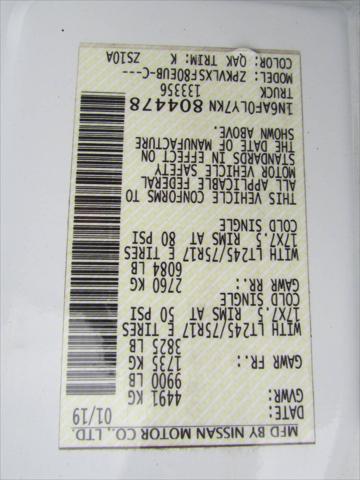 MFD BY NISSAN MOTOR CO., LTD.
DATE: 01/19
GVWR: 4491 KG
9900 LB
GAWR FR.: 1735 KG
3825 LB
WITH LT245/75R17 E TIRES
17X7.5 RIMS AT 50 PSI
COLD SINGLE
GAWR RR.: 2760 KG
6084 LB
WITH LT245/75R17 E TIRES
17X7.5 RIMS AT 80 PSI
COLD SINGLE
THIS VEHICLE CONFORMS TO
ALL APPLICABLE FEDERAL
MOTOR VEHICLE SAFETY
STANDARDS IN EFFECT ON
THE DATE OF MANUFACTURE
SHOWN ABOVE.
1N6AF0LY7KN 804478
TRUCK 133356
MODEL: ZPKVLXSF80EUB-C---
COLOR: QAK TRIM: K ZS10A